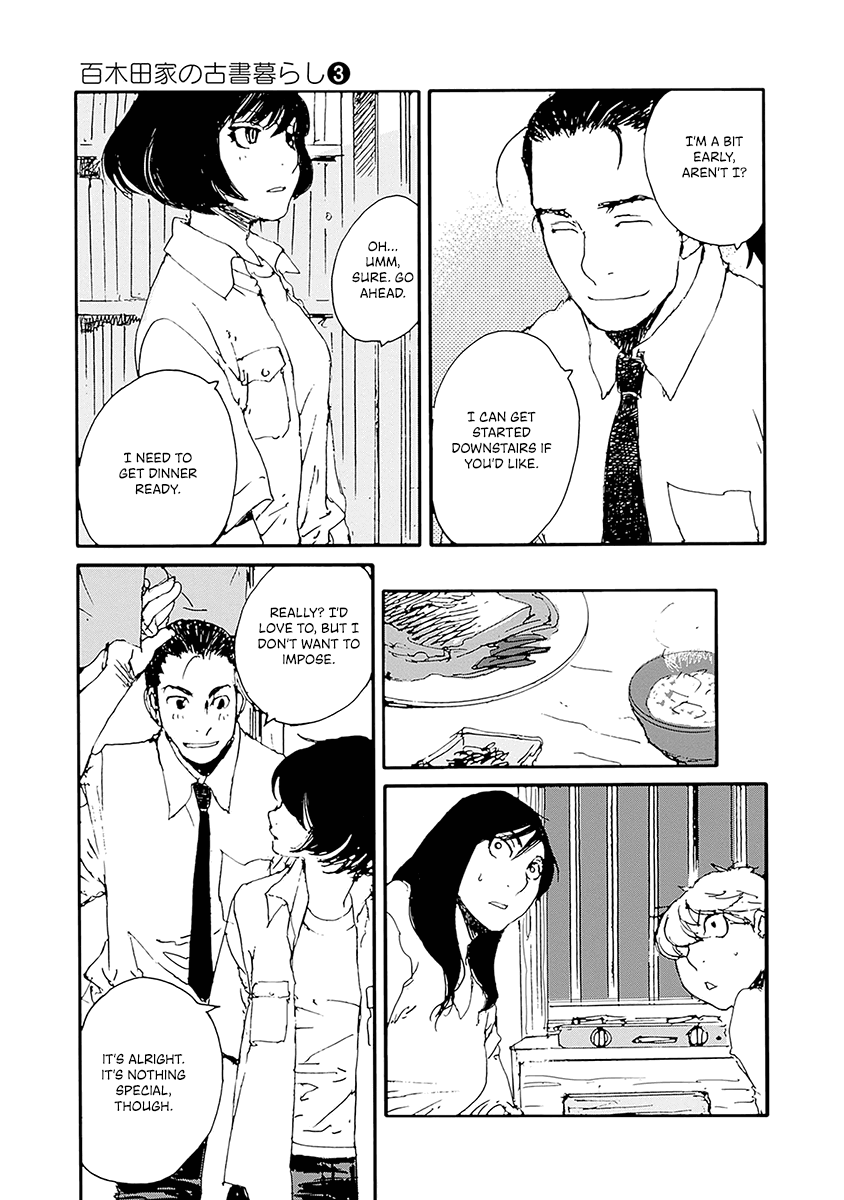 百木田家の古書暮らし❸
I'M A BIT
EARLY,
AREN'T I?
I CAN GET
STARTED
DOWNSTAIRS IF
YOU'D LIKE.
OH...
UMM,
SURE. GO
AHEAD.
I NEED TO
GET DINNER
READY.
REALLY? I'D
LOVE TO, BUT I
DON'T WANT TO
IMPOSE.
IT'S ALRIGHT.
IT'S NOTHING
SPECIAL,
THOUGH.